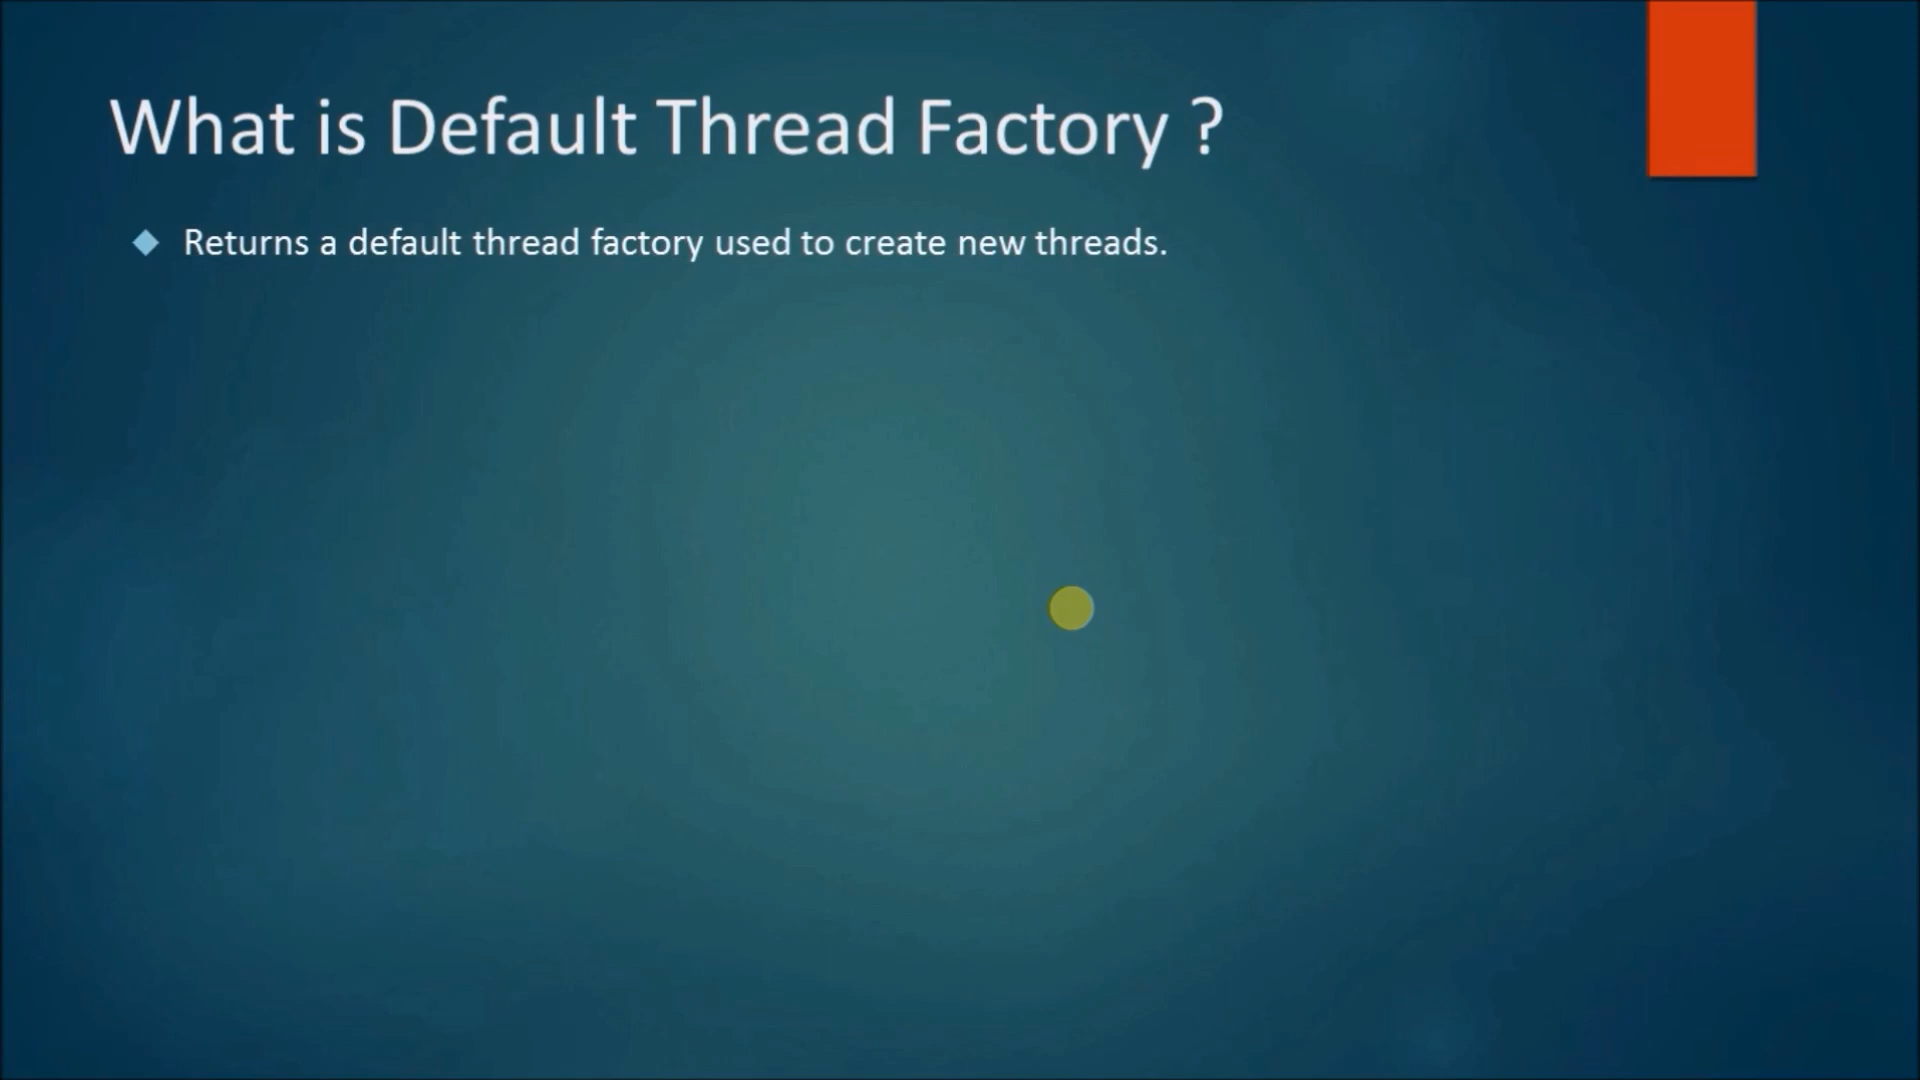 What is Default Thread Factory ?
Returns a default thread factory used to create new threads.